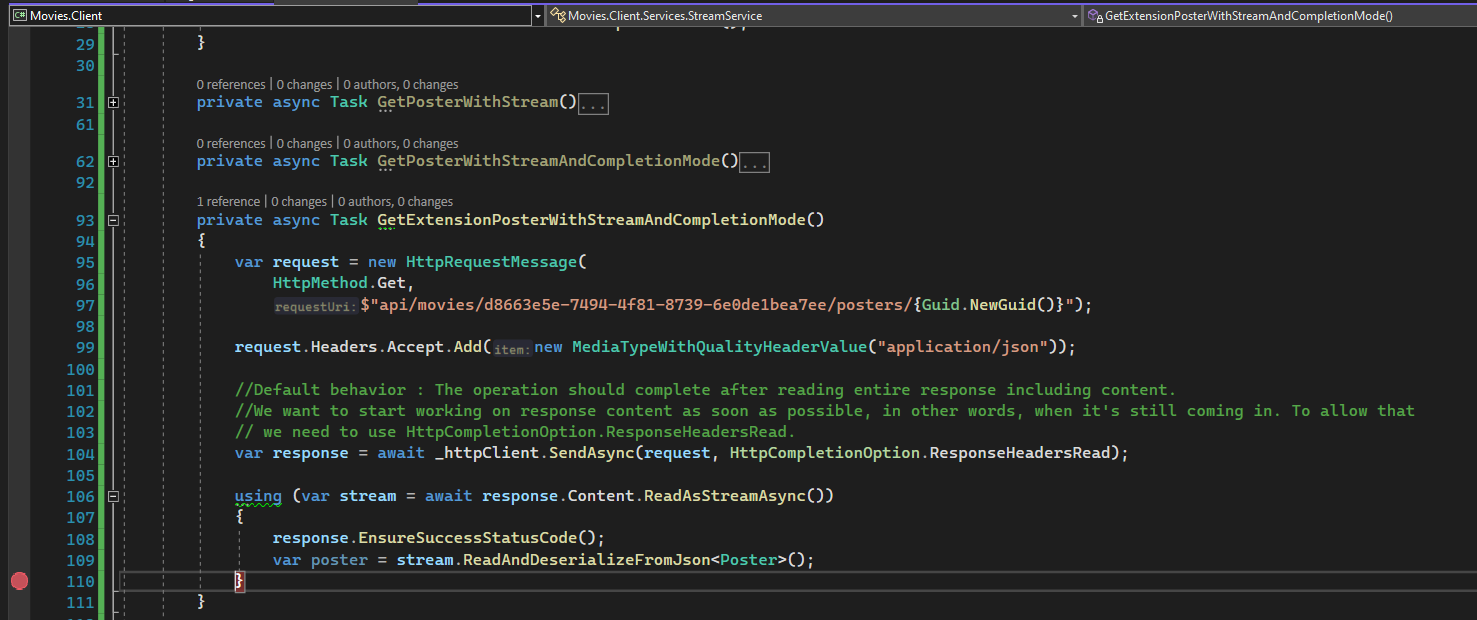 C# Movies.Client
Movies.Client.Services.StreamService
GetExtensionPosterWithStreamAndCompletionMode()
29 }
30
0 references | 0 changes | 0 authors, 0 changes
31 private async Task GetPosterWithStream()...
61
0 references | 0 changes | 0 authors, 0 changes
62 private async Task GetPosterWithStreamAndCompletionMode()...
92
1 reference | 0 changes | 0 authors, 0 changes
93 private async Task GetExtensionPosterWithStreamAndCompletionMode()
94 {
95 var request = new HttpRequestMessage(
96 HttpMethod.Get,
97 requestUri: $"api/movies/d8663e5e-7494-4f81-8739-6e0de1bea7ee/posters/{Guid.NewGuid()}");
98
99 request.Headers.Accept.Add(item: new MediaTypeWithQualityHeaderValue("application/json"));
100
101 //Default behavior : The operation should complete after reading entire response including content.
102 //We want to start working on response content as soon as possible, in other words, when it's still coming in. To allow that
103 // we need to use HttpCompletionOption.ResponseHeadersRead.
104 var response = await _httpClient.SendAsync(request, HttpCompletionOption.ResponseHeadersRead);
105
106 using (var stream = await response.Content.ReadAsStreamAsync())
107 {
108 response.EnsureSuccessStatusCode();
109 var poster = stream.ReadAndDeserializeFromJson<Poster>();
110 }
111 }